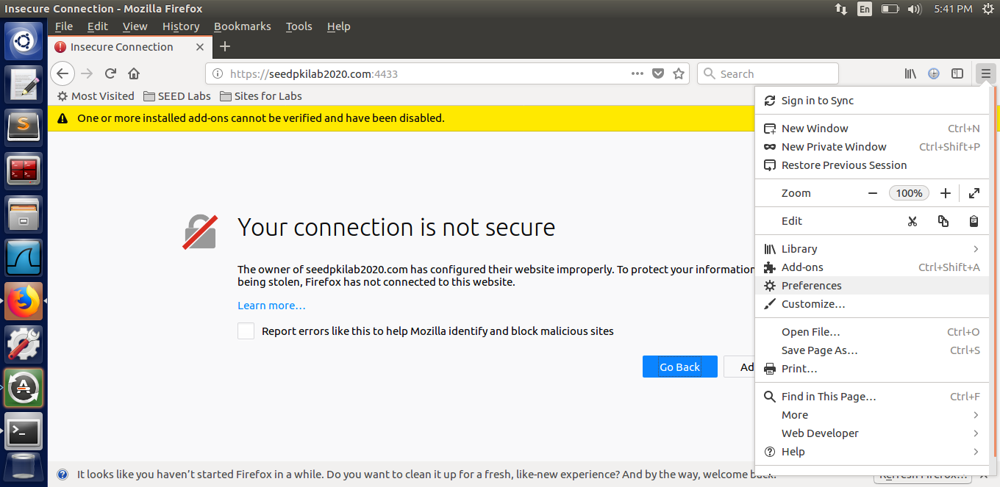 Insecure Connection - Mozilla Firefox
En
5:41 PM
File Edit View History Bookmarks Tools Help
Insecure Connection
https://seedpkilab2020.com:4433
Search
Most Visited SEED Labs Sites for Labs
One or more installed add-ons cannot be verified and have been disabled.
Your connection is not secure
The owner of seedpkilab2020.com has configured their website improperly. To protect your information
being stolen, Firefox has not connected to this website.
Learn more…
Report errors like this to help Mozilla identify and block malicious sites
Go Back
Ad
Sign in to Sync
New Window Ctrl+N
New Private Window Ctrl+Shift+P
Restore Previous Session
Zoom 100%
Edit
Library
Add-ons Ctrl+Shift+A
Preferences
Customize…
Open File… Ctrl+O
Save Page As… Ctrl+S
Print…
Find in This Page… Ctrl+F
More
Web Developer
Help
It looks like you haven’t started Firefox in a while. Do you want to clean it up for a fresh, like-new experience? And by the way, welcome back!
Refresh Firefox…